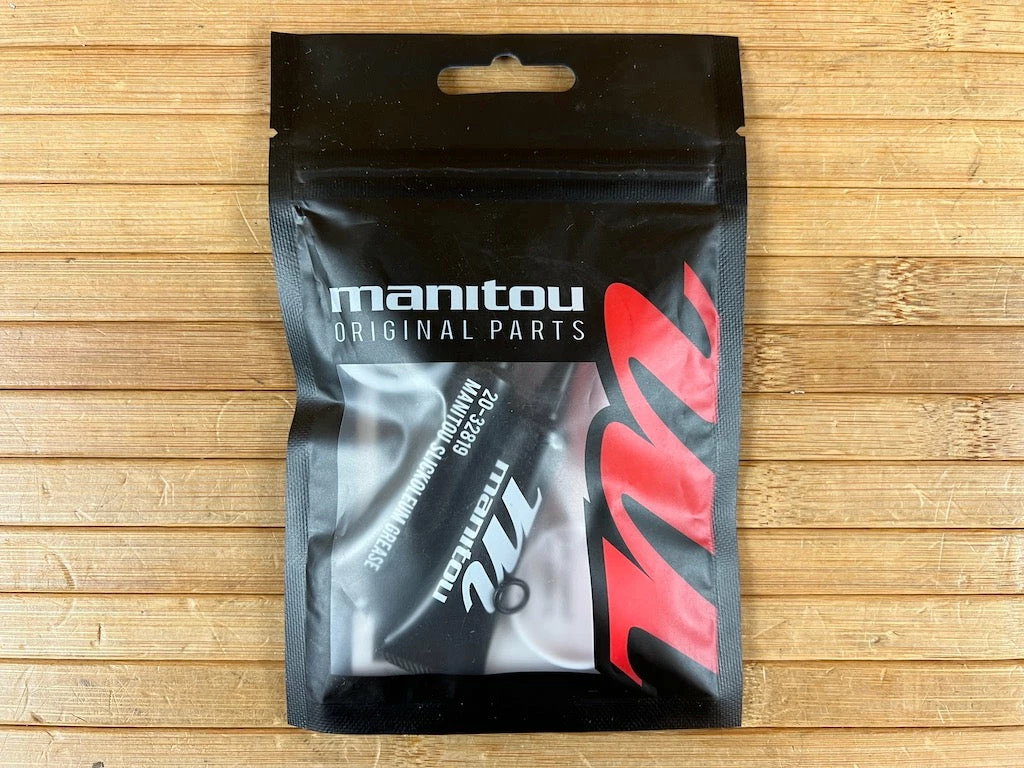 manitou
ORIGINAL PARTS
20-32819
MANITOU SLICKOLEUM GREASE
manitou